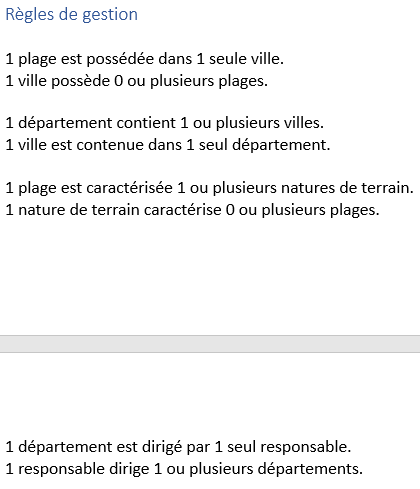 Règles de gestion
1 plage est possédée dans 1 seule ville.
1 ville possède 0 ou plusieurs plages.
1 département contient 1 ou plusieurs villes.
1 ville est contenue dans 1 seul département.
1 plage est caractérisée 1 ou plusieurs natures de terrain.
1 nature de terrain caractérise 0 ou plusieurs plages.
1 département est dirigé par 1 seul responsable.
1 responsable dirige 1 ou plusieurs départements.